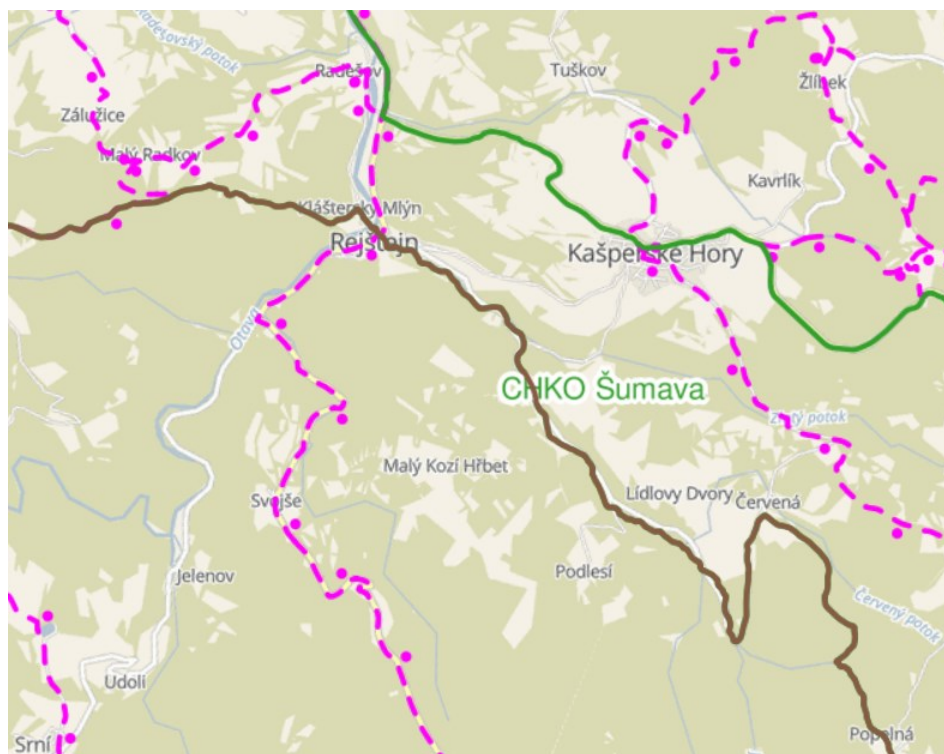 Radešovský potok
Radešov
Tuškov
Žlíbek
Zálužice
Malý Radkov
Kavrlík
Klášterský Mlýn
Rejštejn
Kašperské Hory
Otava
CHKO Šumava
Zlatý potok
Malý Kozí Hřbet
Lídlovy Dvory
Červená
Svojše
Podlesí
Jelenov
Červený potok
Údolí
Popelná
Srní